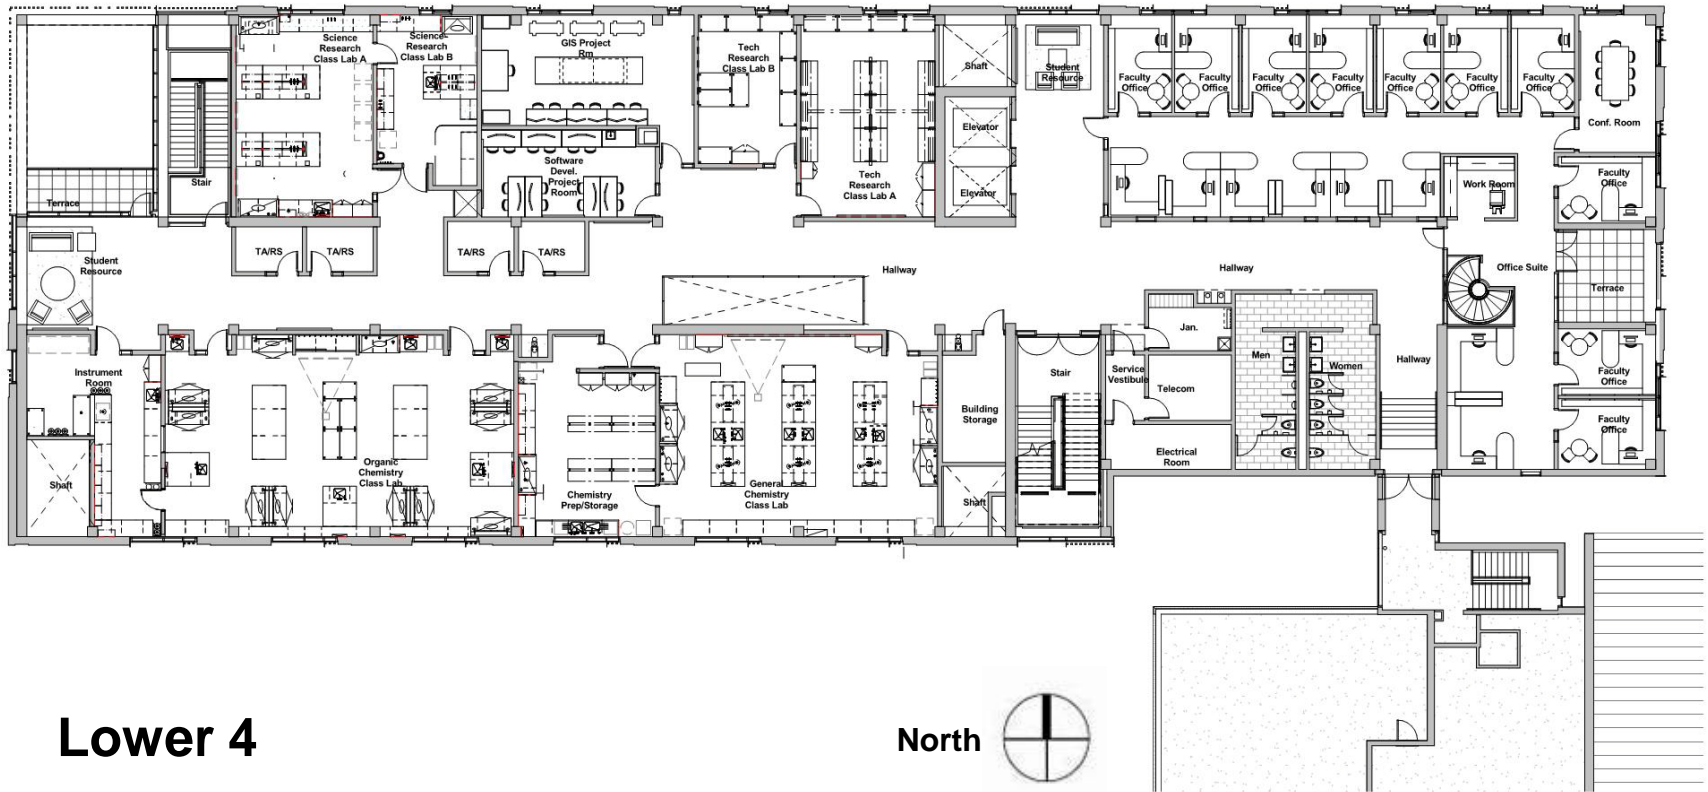 Science
Research
Class Lab A
Science
Research
Class Lab B
GIS Project
Rm
Tech
Research
Class Lab B
Shaft
Student
Resource
Faculty
Office
Faculty
Office
Faculty
Office
Faculty
Office
Faculty
Office
Faculty
Office
Faculty
Office
Conf. Room
Elevator
Elevator
Stair
Terrace
Software
Devel.
Project
Room
Tech
Research
Class Lab A
Work Room
Faculty
Office
Student
Resource
TA/RS
TA/RS
TA/RS
TA/RS
Hallway
Hallway
Office Suite
Terrace
Jan.
Men
Women
Hallway
Instrument
Room
Stair
Service
Vestibule
Telecom
Faculty
Office
Building
Storage
Faculty
Office
Organic
Chemistry
Class Lab
Electrical
Room
Shaft
Chemistry
Prep/Storage
General
Chemistry
Class Lab
Shaft
Lower 4
North